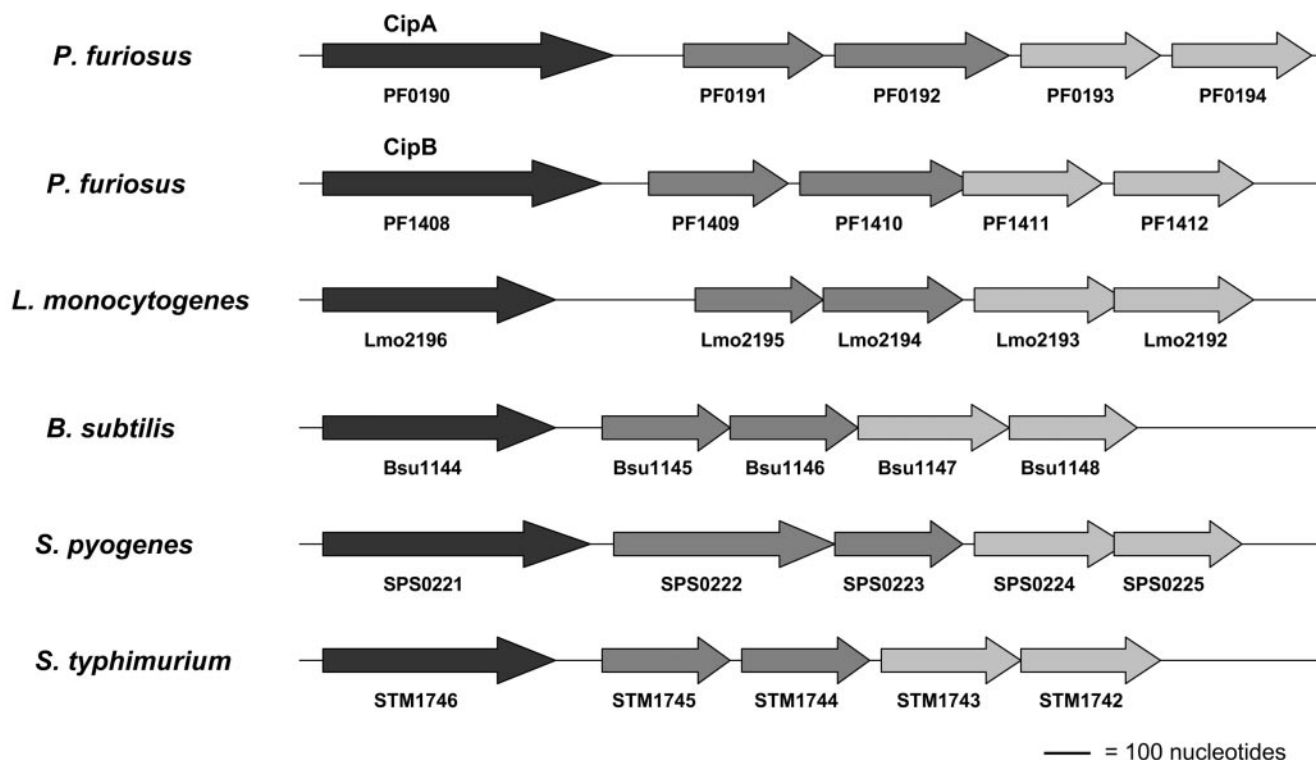 CipA
P. furiosus
PF0190 PF0191 PF0192 PF0193 PF0194
CipB
P. furiosus
PF1408 PF1409 PF1410 PF1411 PF1412
L. monocytogenes
Lmo2196 Lmo2195 Lmo2194 Lmo2193 Lmo2192
B. subtilis
Bsu1144 Bsu1145 Bsu1146 Bsu1147 Bsu1148
S. pyogenes
SPS0221 SPS0222 SPS0223 SPS0224 SPS0225
S. typhimurium
STM1746 STM1745 STM1744 STM1743 STM1742
= 100 nucleotides